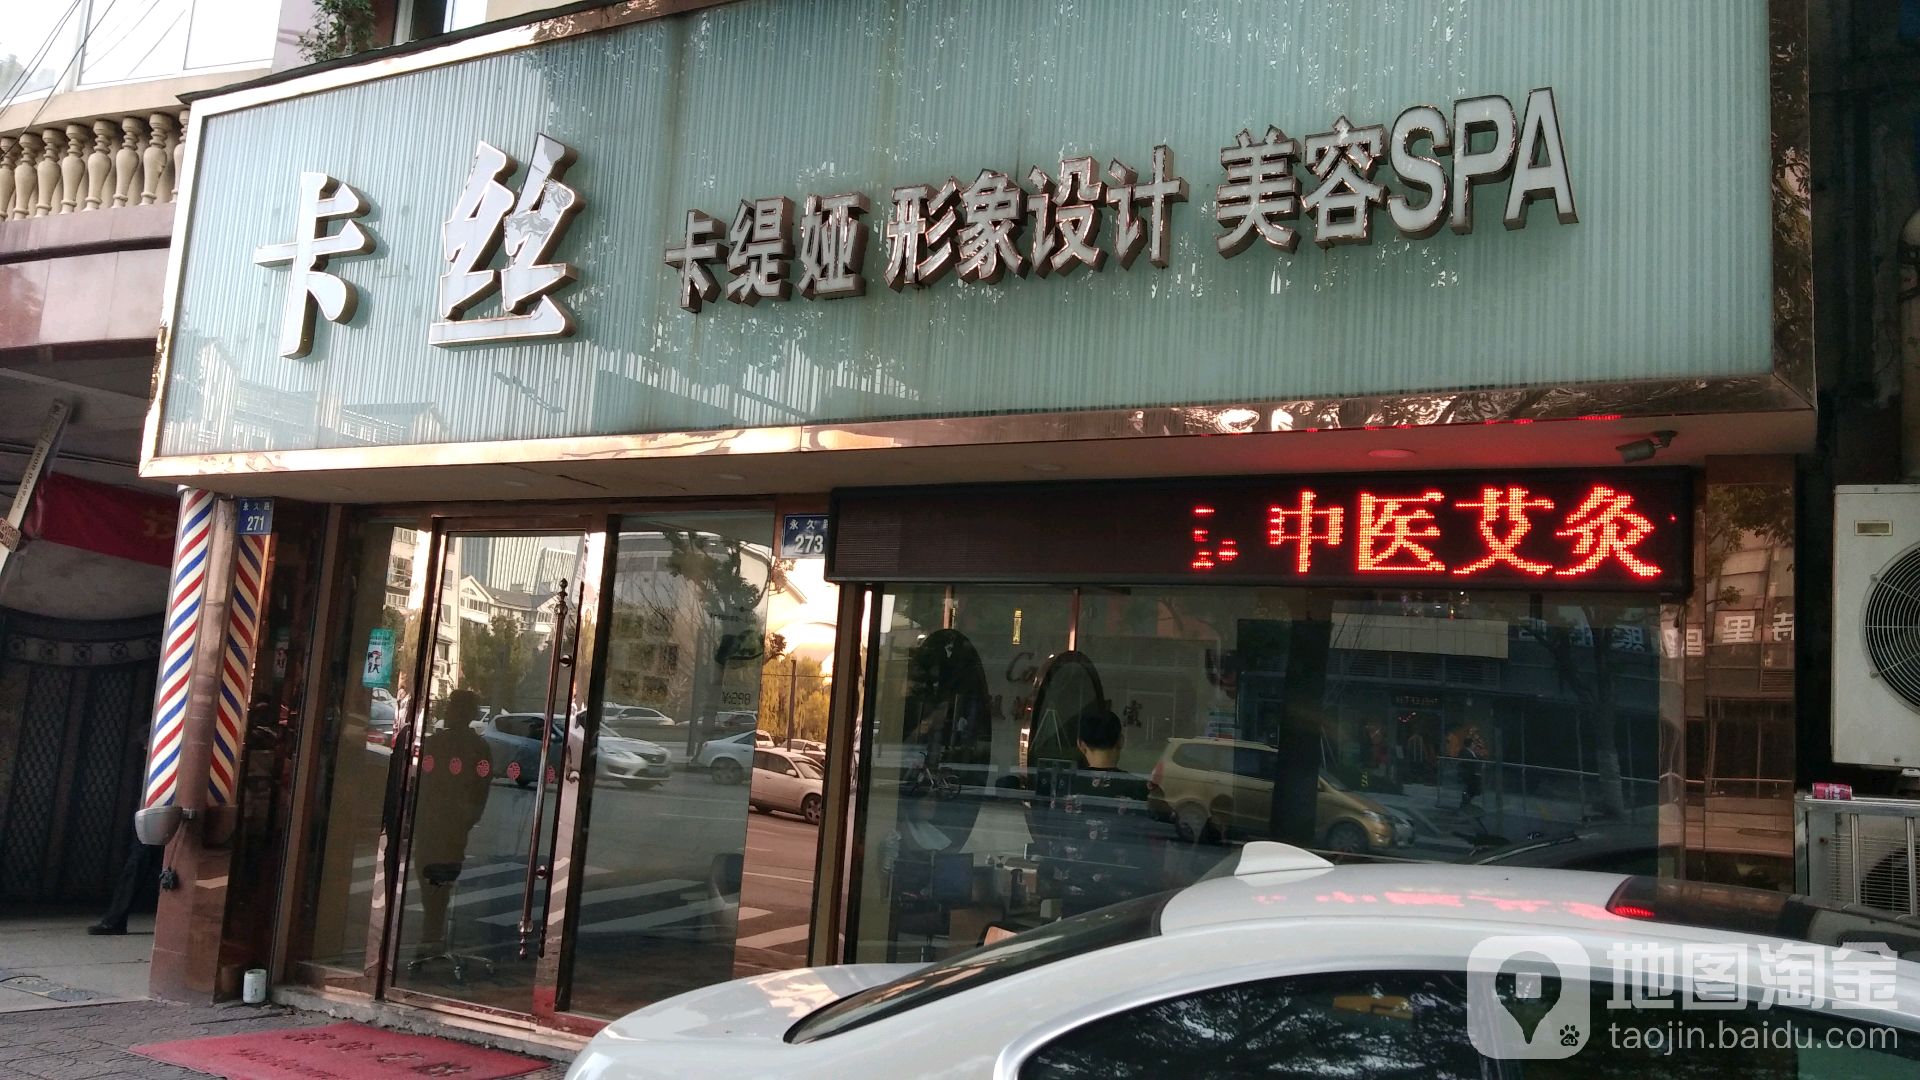 卡丝 卡缇娅 形象设计 美容SPA
中医艾灸
永久路
271
永久路
273
地图淘金
taojin.baidu.com